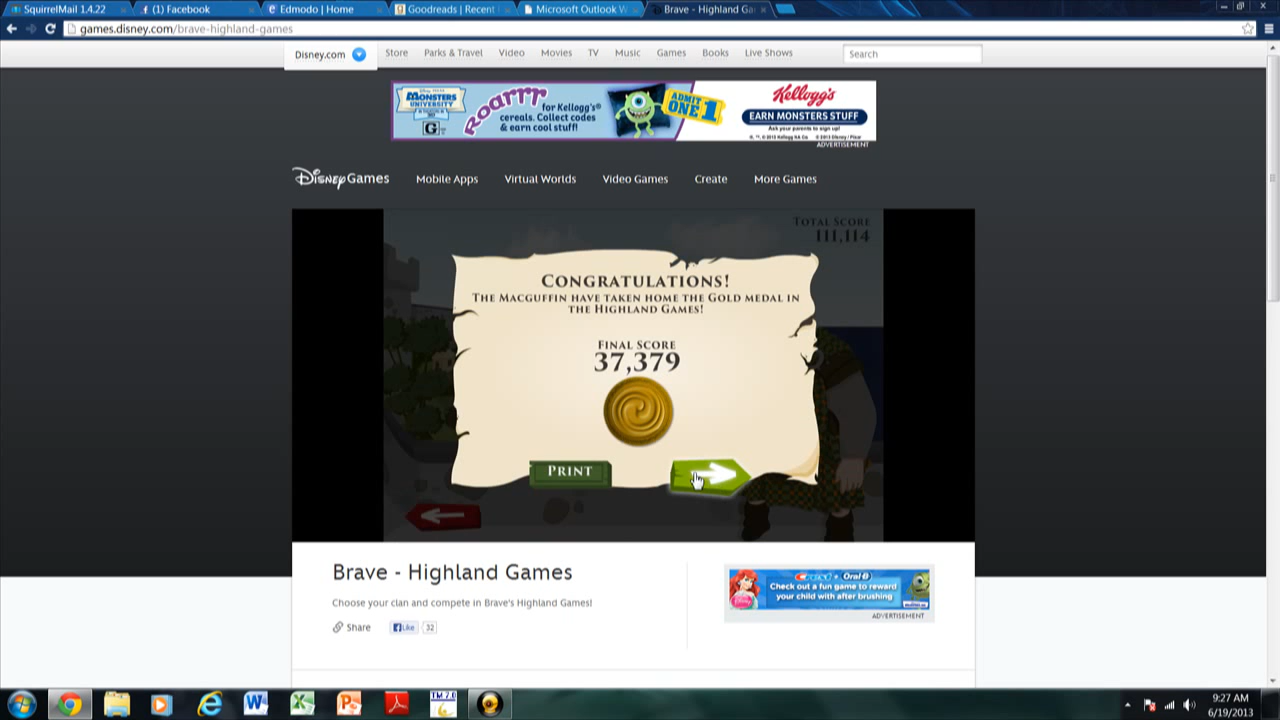 SquirrelMail 1.4.22
(1) Facebook
Edmodo | Home
Goodreads | Recent
Microsoft Outlook W
Brave - Highland Ga
games.disney.com/brave-highland-games
Disney.com
Store
Parks & Travel
Video
Movies
TV
Music
Games
Books
Live Shows
Search
MONSTERS
UNIVERSITY
G
Roarrr
for Kellogg's®
cereals. Collect codes
& earn cool stuff!
ADMIT
ONE 1
Kellogg's
EARN MONSTERS STUFF
Ask your parents to sign up!
ADVERTISEMENT
Disney Games
Mobile Apps
Virtual Worlds
Video Games
Create
More Games
TOTAL SCORE
111,114
CONGRATULATIONS!
THE MACGUFFIN HAVE TAKEN HOME THE GOLD MEDAL IN
THE HIGHLAND GAMES!
FINAL SCORE
37,379
PRINT
Brave - Highland Games
Choose your clan and compete in Brave's Highland Games!
Share
Like
32
Oral B
Check out a fun game to reward
your child with after brushing
ADVERTISEMENT
TM 7.0
9:27 AM
6/19/2013